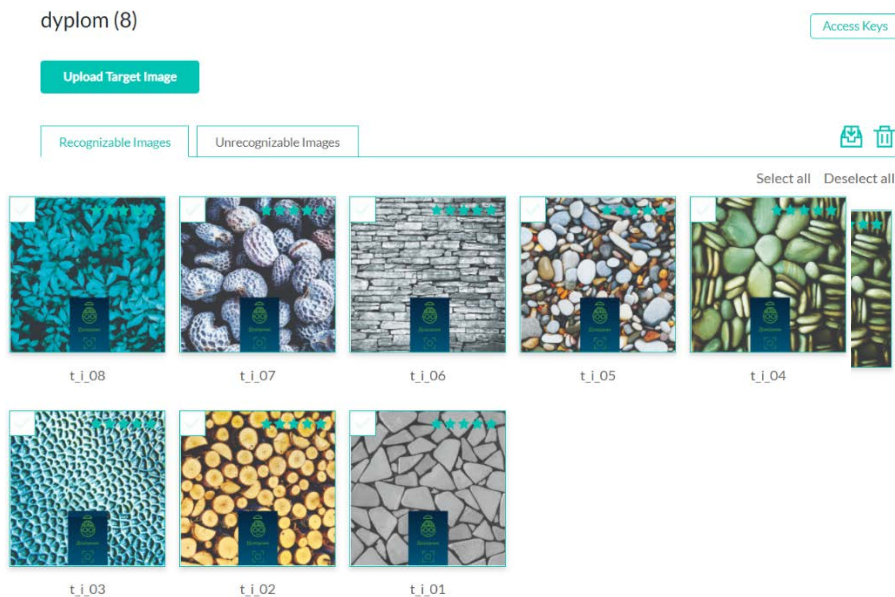 dyplom (8)
Access Keys
Upload Target Image
Recognizable Images
Unrecognizable Images
Select all
Deselect all
t_i_08
t_i_07
t_i_06
t_i_05
t_i_04
t_i_03
t_i_02
t_i_01